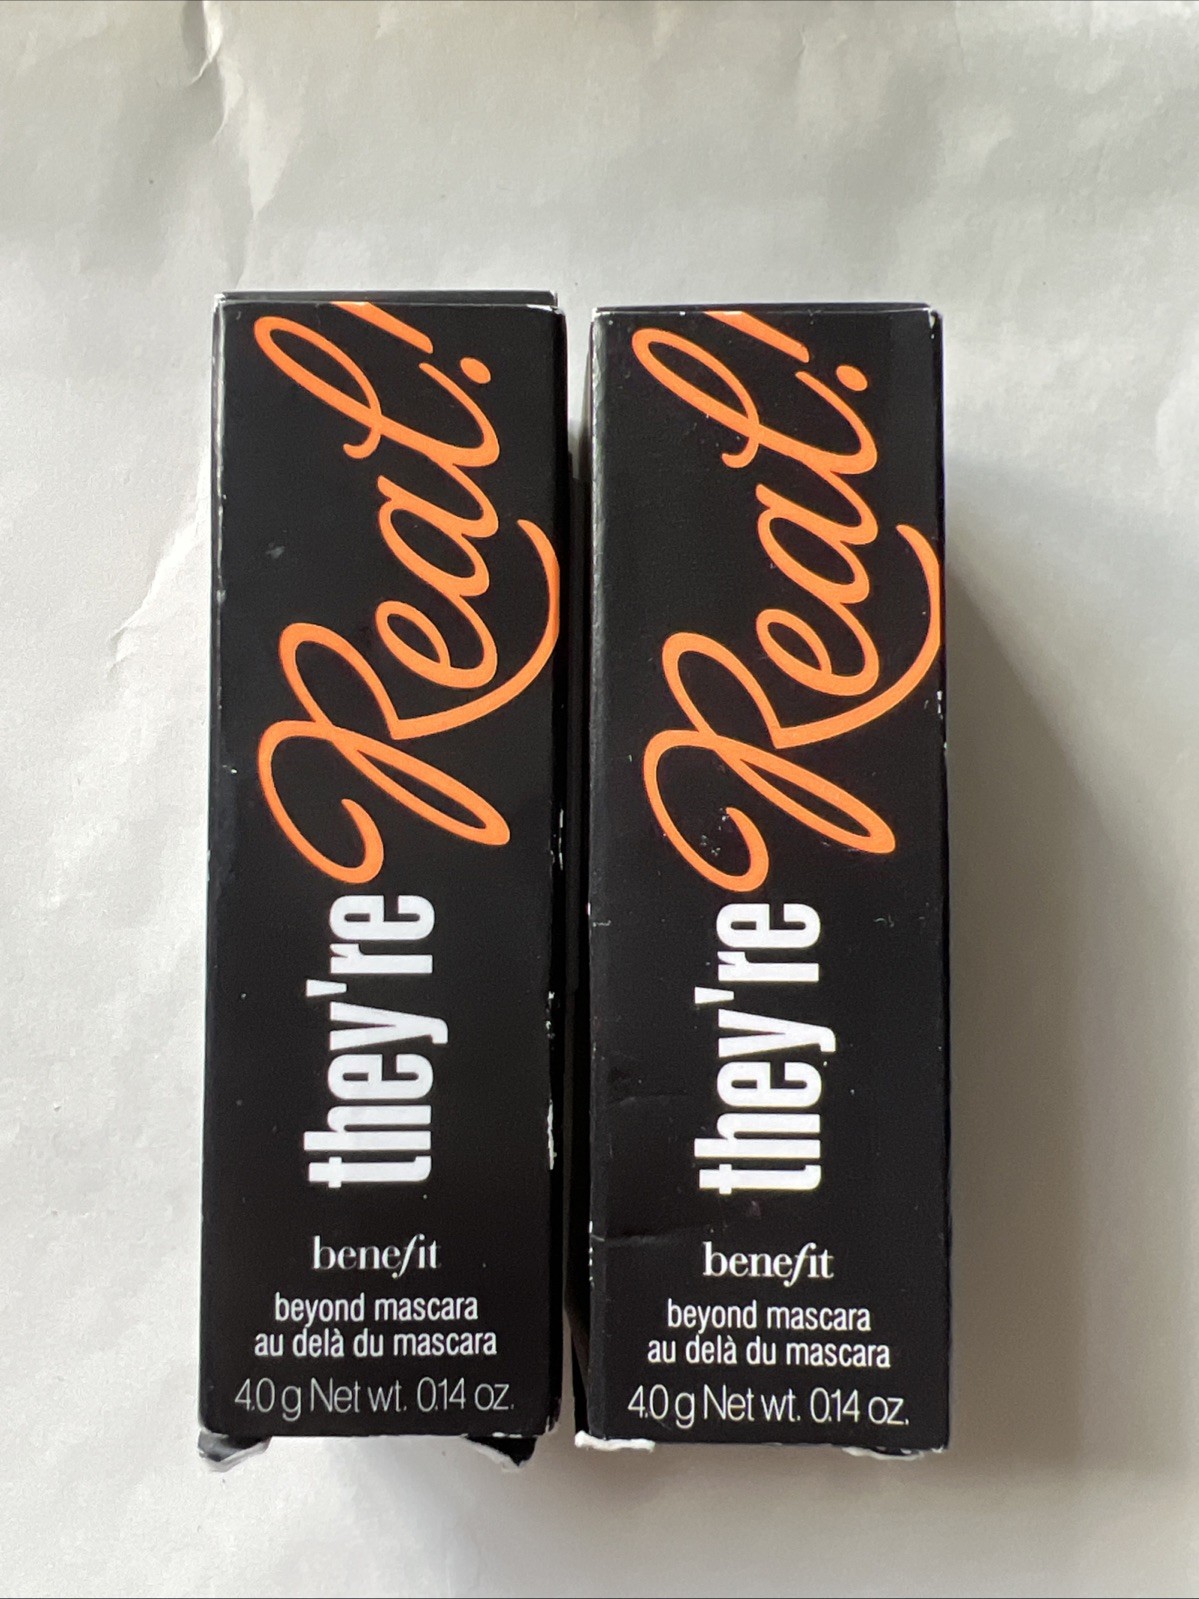 they're Real!
benefit
beyond mascara
au delà du mascara
4.0 g Net wt. 0.14 oz.
they're Real!
benefit
beyond mascara
au delà du mascara
4.0 g Net wt. 0.14 oz.